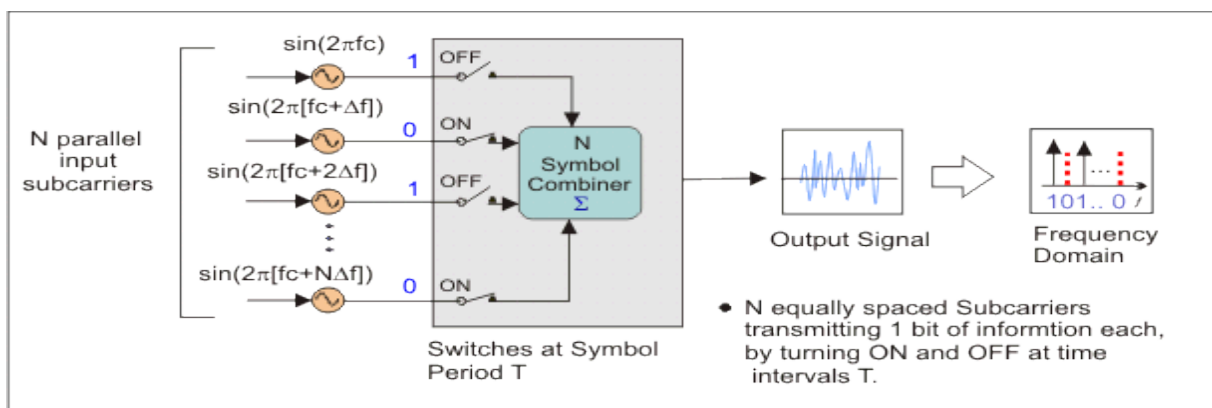 N parallel
input
subcarriers
sin(2πfc)
1
OFF
sin(2π[fc+Δf])
0
ON
sin(2π[fc+2Δf])
1
OFF
sin(2π[fc+NΔf])
0
ON
N
Symbol
Combiner
Σ
Switches at Symbol
Period T
Output Signal
101.. 0 f
Frequency
Domain
• N equally spaced Subcarriers
transmitting 1 bit of informtion each,
by turning ON and OFF at time
intervals T.